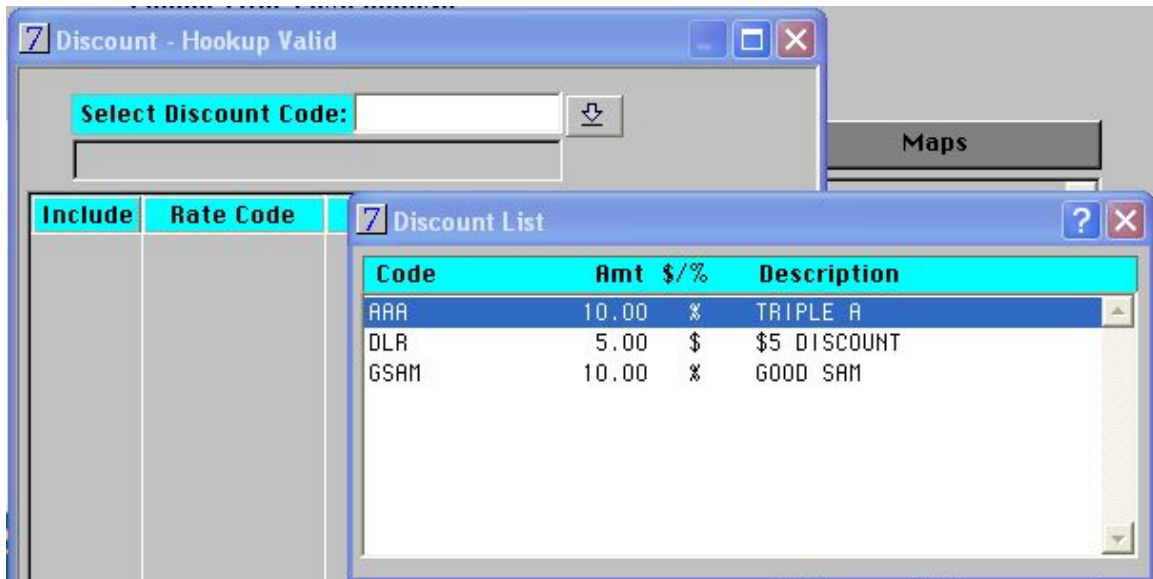 7 Discount - Hookup Valid
Select Discount Code:
Maps
Include Rate Code
7 Discount List ?
Code Amt $/% Description
AAA 10.00 % TRIPLE A
DLR 5.00 $ $5 DISCOUNT
GSAM 10.00 % GOOD SAM